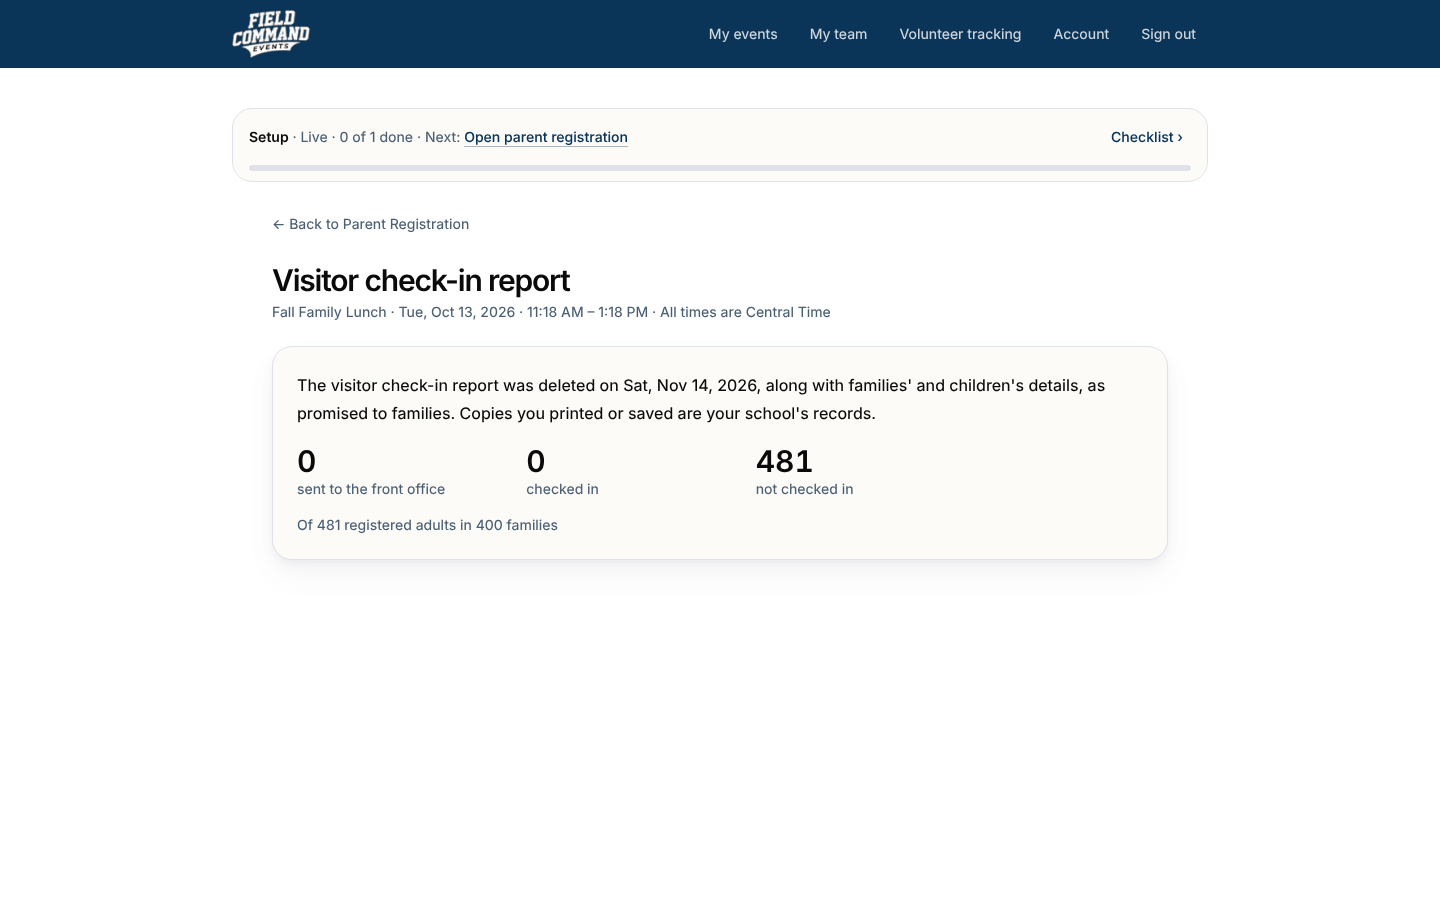 FIELD
COMMAND
EVENTS
My events
My team
Volunteer tracking
Account
Sign out
Setup · Live · 0 of 1 done · Next: Open parent registration
Checklist ›
← Back to Parent Registration
Visitor check-in report
Fall Family Lunch · Tue, Oct 13, 2026 · 11:18 AM – 1:18 PM · All times are Central Time
The visitor check-in report was deleted on Sat, Nov 14, 2026, along with families' and children's details, as
promised to families. Copies you printed or saved are your school's records.
0
sent to the front office
0
checked in
481
not checked in
Of 481 registered adults in 400 families